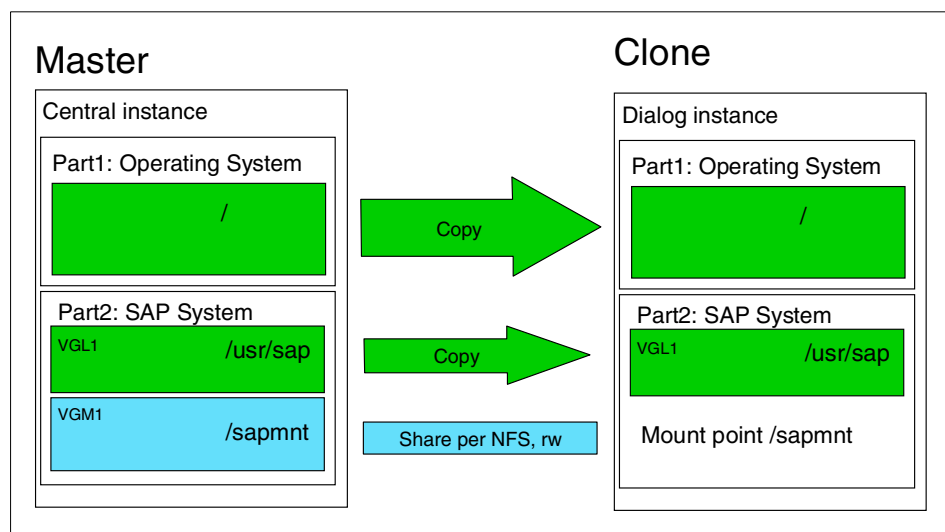 Master
Clone
Central instance
Part1: Operating System
/
Part2: SAP System
VGL1
/usr/sap
VGM1
/sapmnt
Copy
Copy
Share per NFS, rw
Dialog instance
Part1: Operating System
/
Part2: SAP System
VGL1
/usr/sap
Mount point /sapmnt